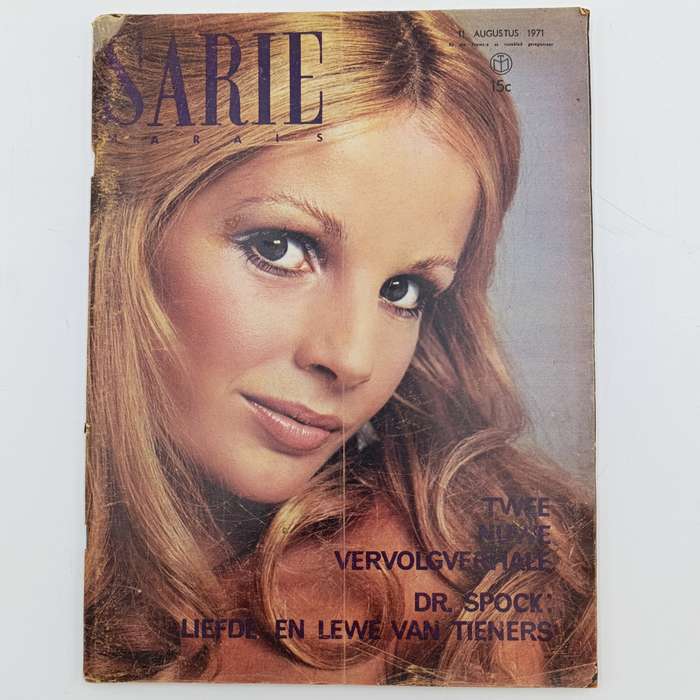 SARIE
MARAIS
11 AUGUSTUS 1971
15c
TWEE
NUWE
VERVOLGVERHALE
DR. SPOCK:
LIEFDE EN LEWE VAN TIENERS